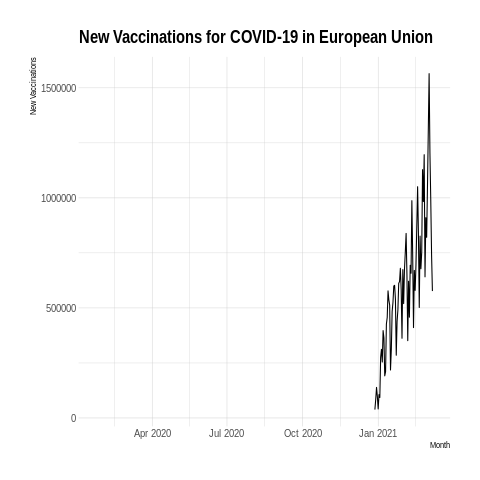 New Vaccinations for COVID-19 in European Union
New Vaccinations
1500000
1000000
500000
0
Apr 2020 Jul 2020 Oct 2020 Jan 2021
Month